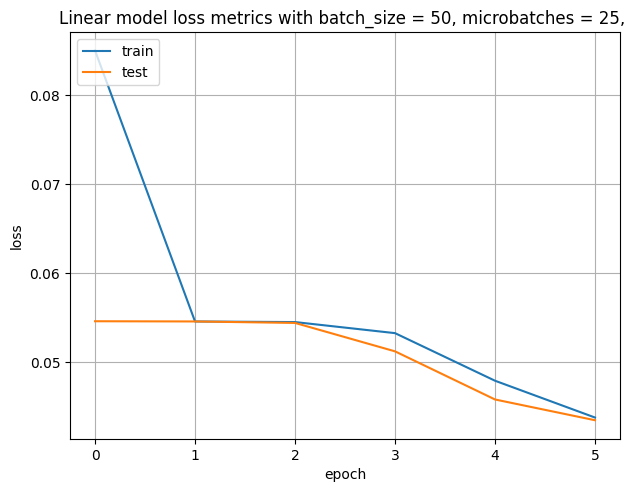 Linear model loss metrics with batch_size = 50, microbatches = 25,
train
test
0.08
0.07
0.06
0.05
loss
0 1 2 3 4 5
epoch